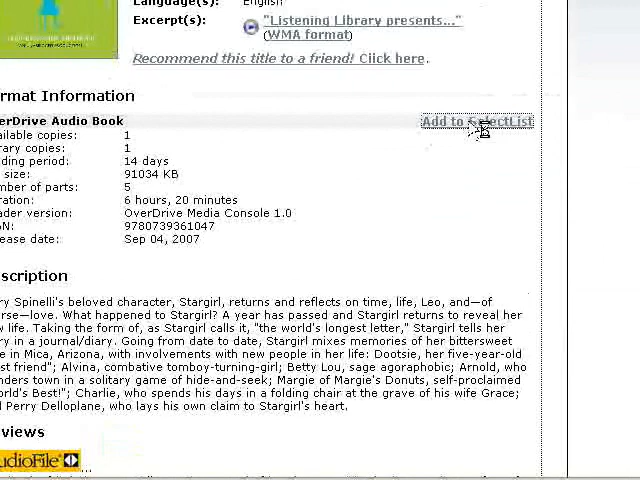 Language(s): English
Excerpt(s): "Listening Library presents..."
(WMA format)
Recommend this title to a friend! Click here.
rmat Information
erDrive Audio Book Add to SelectList
ailable copies: 1
rary copies: 1
ding period: 14 days
size: 91034 KB
mber of parts: 5
ration: 6 hours, 20 minutes
ader version: OverDrive Media Console 1.0
N: 9780739361047
ease date: Sep 04, 2007
scription
ry Spinelli's beloved character, Stargirl, returns and reflects on time, life, Leo, and—of
rse—love. What happened to Stargirl? A year has passed and Stargirl returns to reveal her
w life. Taking the form of, as Stargirl calls it, "the world's longest letter," Stargirl tells her
ry in a journal/diary. Going from date to date, Stargirl mixes memories of her bittersweet
e in Mica, Arizona, with involvements with new people in her life: Dootsie, her five-year-old
st friend"; Alvina, combative tomboy-turning-girl; Betty Lou, sage agoraphobic; Arnold, who
nders town in a solitary game of hide-and-seek; Margie of Margie's Donuts, self-proclaimed
orld's Best!"; Charlie, who spends his days in a folding chair at the grave of his wife Grace;
d Perry Delloplane, who lays his own claim to Stargirl's heart.
views
udioFile